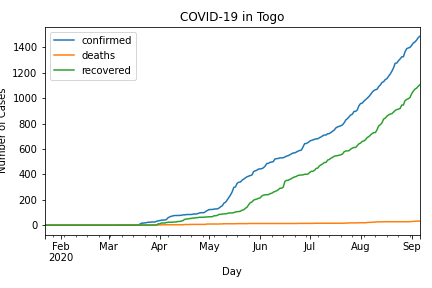 COVID-19 in Togo
confirmed
deaths
recovered
1400
1200
1000
800
600
400
200
0
Number of Cases
Feb Mar Apr May Jun Jul Aug Sep
2020
Day